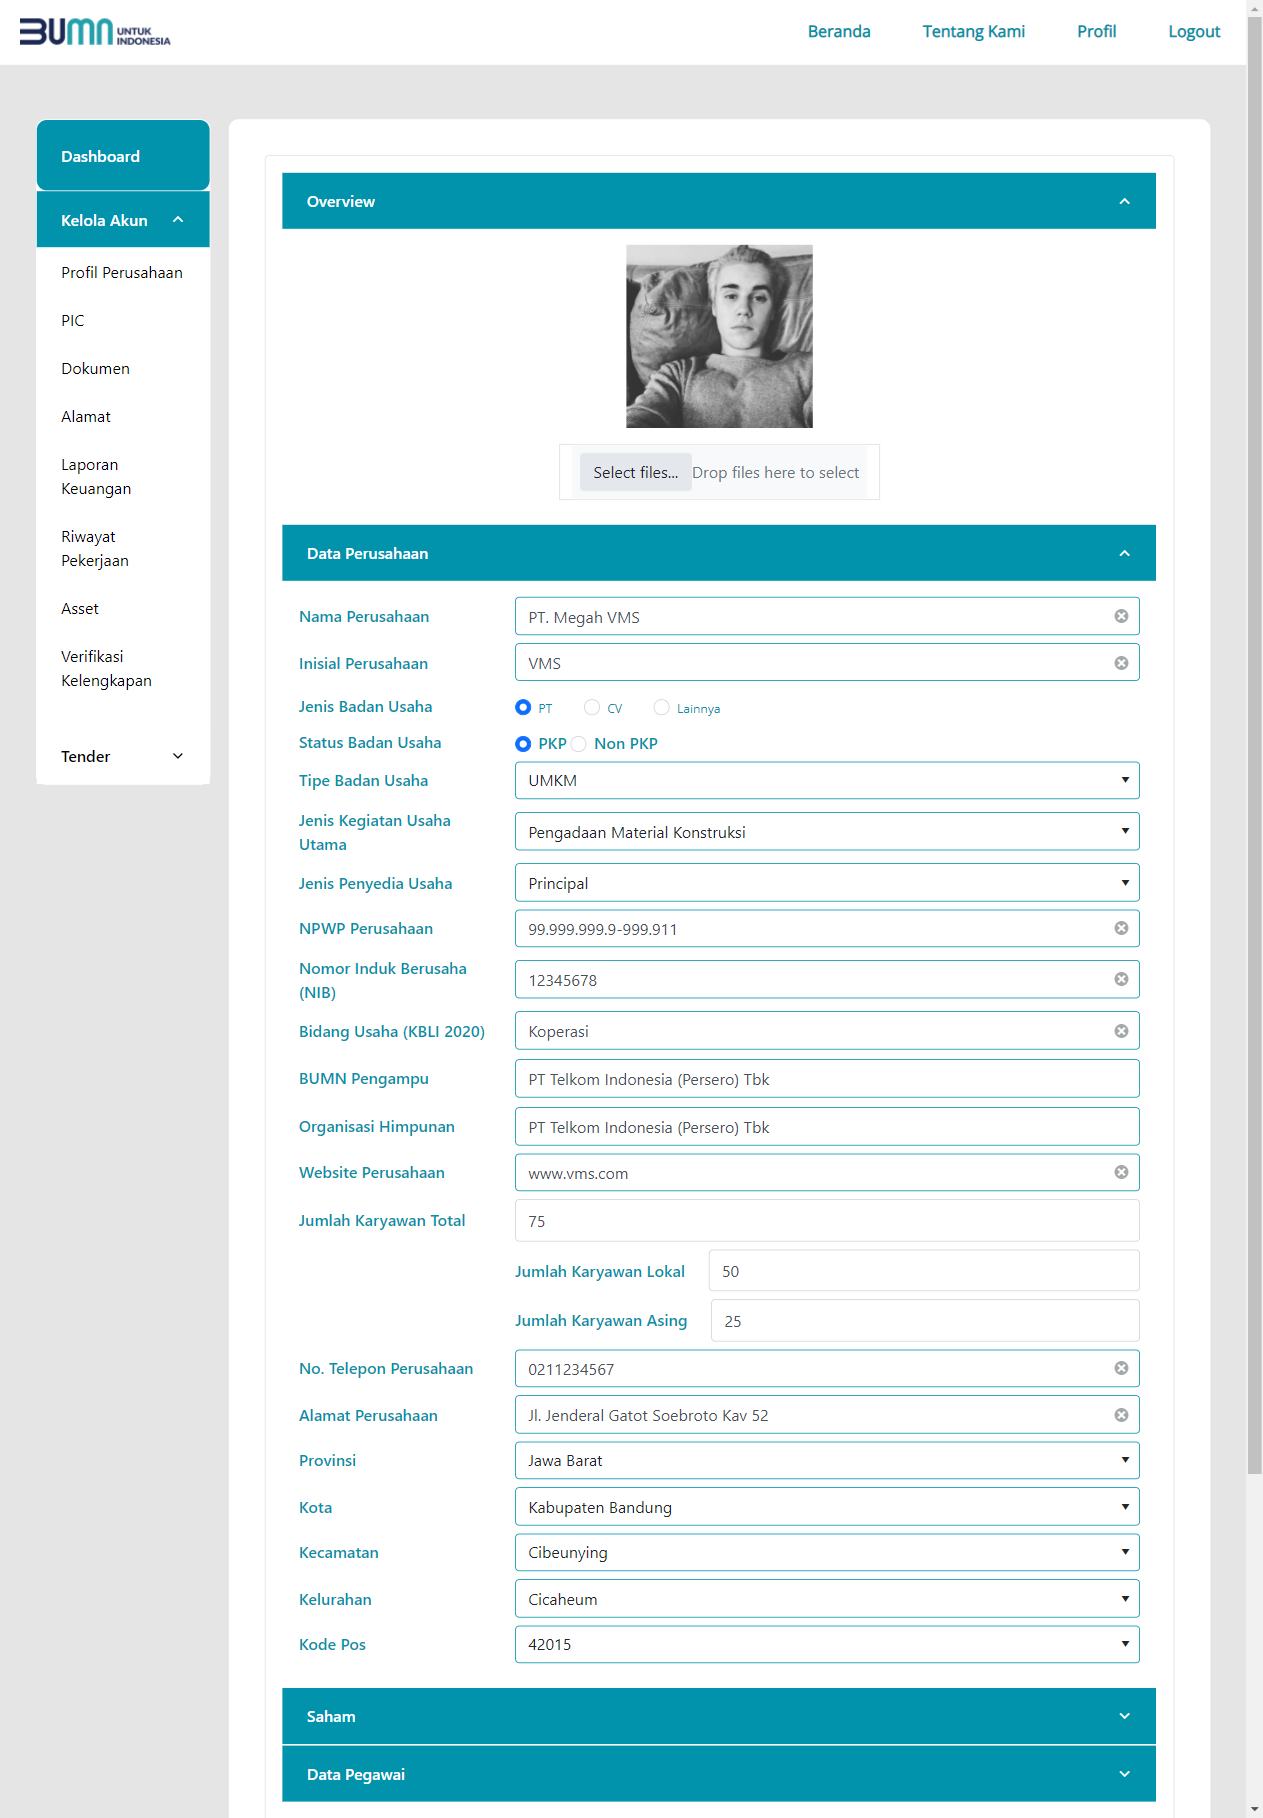 BUMN UNTUK INDONESIA
Beranda
Tentang Kami
Profil
Logout
Dashboard
Kelola Akun
Profil Perusahaan
PIC
Dokumen
Alamat
Laporan
Keuangan
Riwayat
Pekerjaan
Asset
Verifikasi
Kelengkapan
Tender
Overview
Select files... Drop files here to select
Data Perusahaan
Nama Perusahaan PT. Megah VMS
Inisial Perusahaan VMS
Jenis Badan Usaha PT CV Lainnya
Status Badan Usaha PKP Non PKP
Tipe Badan Usaha UMKM
Jenis Kegiatan Usaha
Utama
Pengadaan Material Konstruksi
Jenis Penyedia Usaha Principal
NPWP Perusahaan 99.999.999.9-999.911
Nomor Induk Berusaha
(NIB)
12345678
Bidang Usaha (KBLI 2020) Koperasi
BUMN Pengampu PT Telkom Indonesia (Persero) Tbk
Organisasi Himpunan PT Telkom Indonesia (Persero) Tbk
Website Perusahaan www.vms.com
Jumlah Karyawan Total 75
Jumlah Karyawan Lokal 50
Jumlah Karyawan Asing 25
No. Telepon Perusahaan 0211234567
Alamat Perusahaan Jl. Jenderal Gatot Soebroto Kav 52
Provinsi Jawa Barat
Kota Kabupaten Bandung
Kecamatan Cibeunying
Kelurahan Cicaheum
Kode Pos 42015
Saham
Data Pegawai